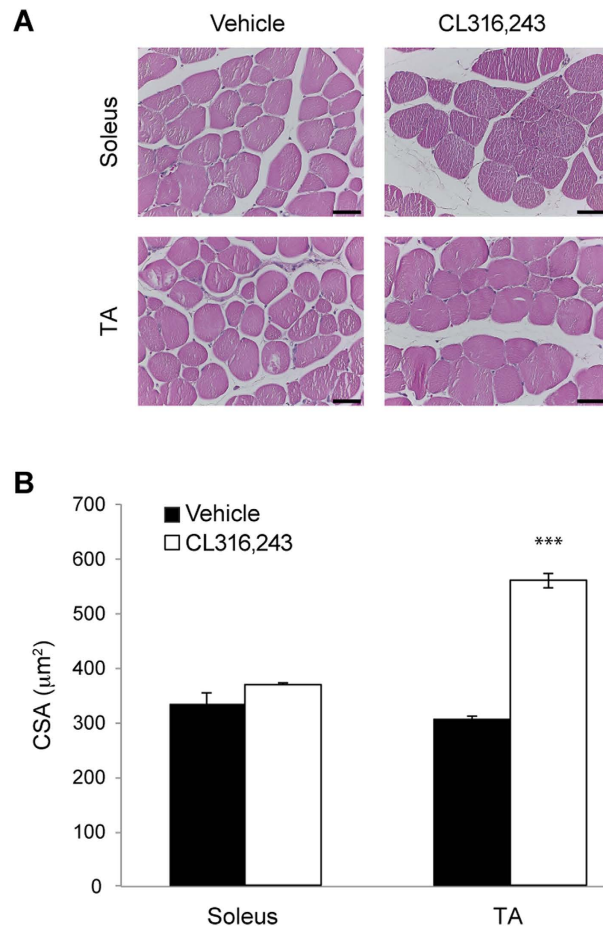 A
Vehicle CL316,243
Soleus
TA
B
700
Vehicle
CL316,243
***
600
500
400
300
200
100
0
CSA (μm²)
Soleus TA